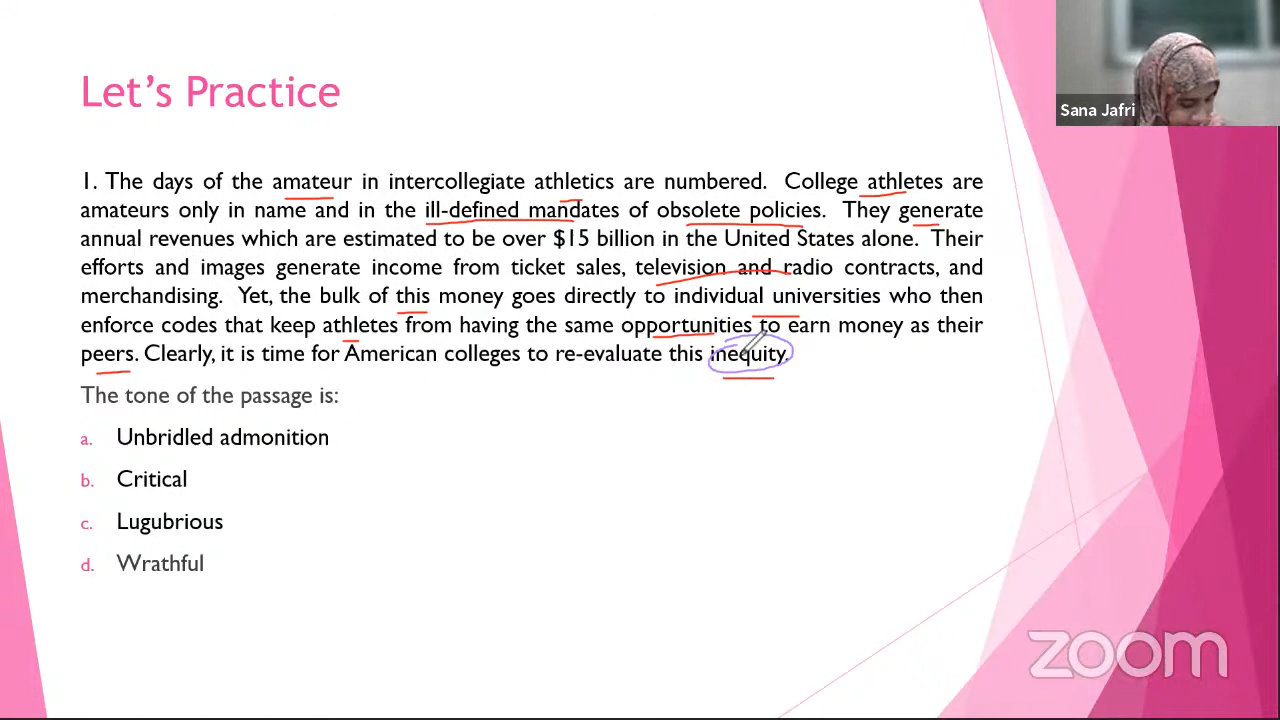 Let's Practice
Sana Jafri
1. The days of the amateur in intercollegiate athletics are numbered. College athletes are
amateurs only in name and in the ill-defined mandates of obsolete policies. They generate
annual revenues which are estimated to be over $15 billion in the United States alone. Their
efforts and images generate income from ticket sales, television and radio contracts, and
merchandising. Yet, the bulk of this money goes directly to individual universities who then
enforce codes that keep athletes from having the same opportunities to earn money as their
peers. Clearly, it is time for American colleges to re-evaluate this inequity.
The tone of the passage is:
a. Unbridled admonition
b. Critical
c. Lugubrious
d. Wrathful
zoom